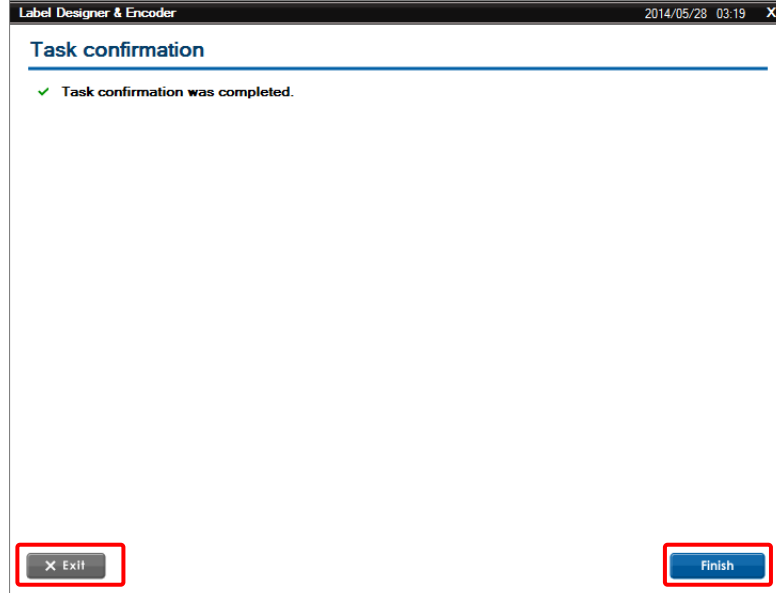 Label Designer & Encoder 2014/05/28 03:19 X
Task confirmation
✓ Task confirmation was completed.
X Exit Finish